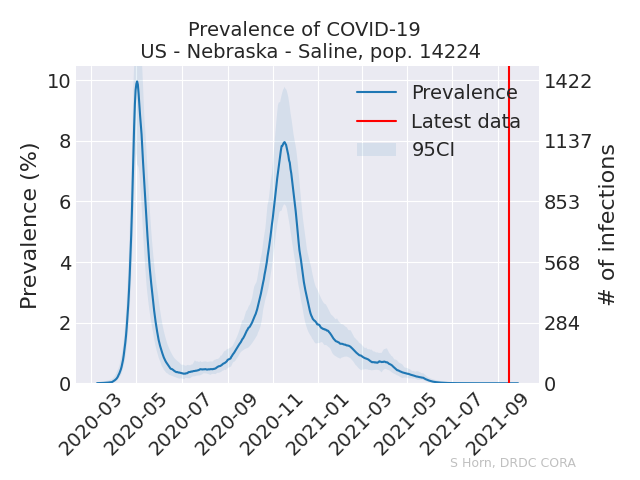 Prevalence of COVID-19
US - Nebraska - Saline, pop. 14224
Prevalence (%)
10
8
6
4
2
0
Prevalence
Latest data
95CI
1422
1137
853
568
284
0
# of infections
2020-03
2020-05
2020-07
2020-09
2020-11
2021-01
2021-03
2021-05
2021-07
2021-09
S Horn, DRDC CORA